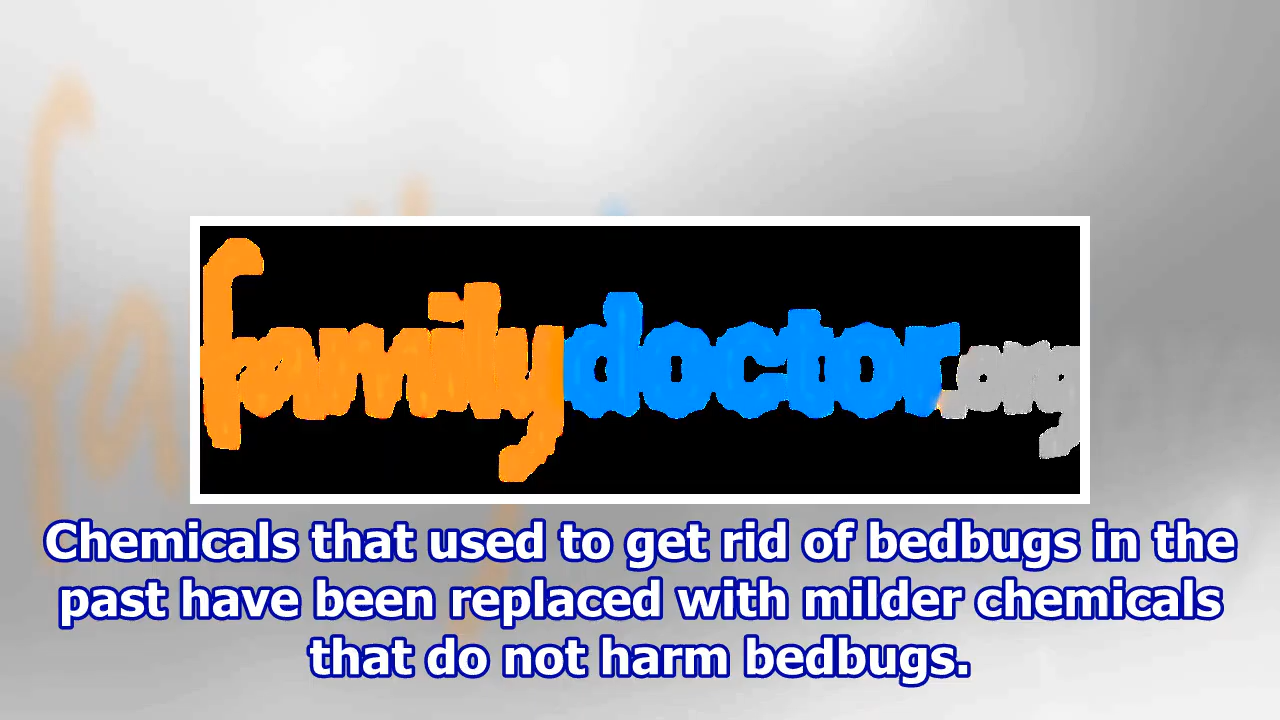 familydoctor.org
Chemicals that used to get rid of bedbugs in the
past have been replaced with milder chemicals
that do not harm bedbugs.